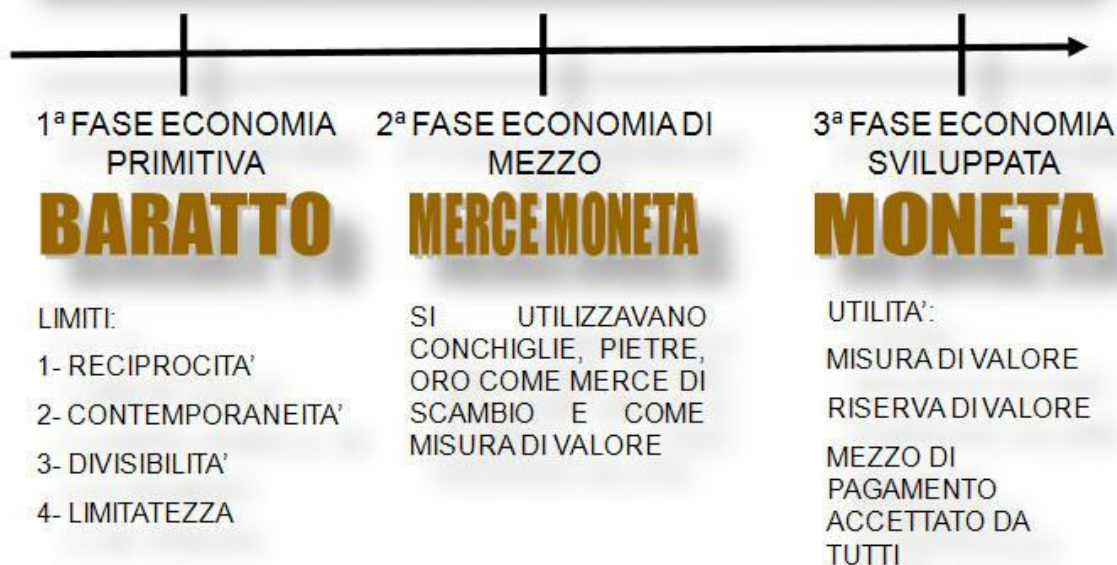 1ª FASE ECONOMIA
PRIMITIVA
BARATTO
LIMITI:
1- RECIPROCITA’
2- CONTEMPORANEITA’
3- DIVISIBILITA’
4- LIMITATEZZA
2ª FASE ECONOMIA DI
MEZZO
MERCE MONETA
SI UTILIZZAVANO
CONCHIGLIE, PIETRE,
ORO COME MERCE DI
SCAMBIO E COME
MISURA DI VALORE
3ª FASE ECONOMIA
SVILUPPATA
MONETA
UTILITA’:
MISURA DI VALORE
RISERVA DI VALORE
MEZZO DI
PAGAMENTO
ACCETTATO DA
TUTTI